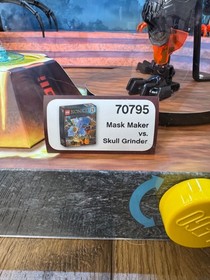 70795
Mask Maker
vs.
Skull Grinder